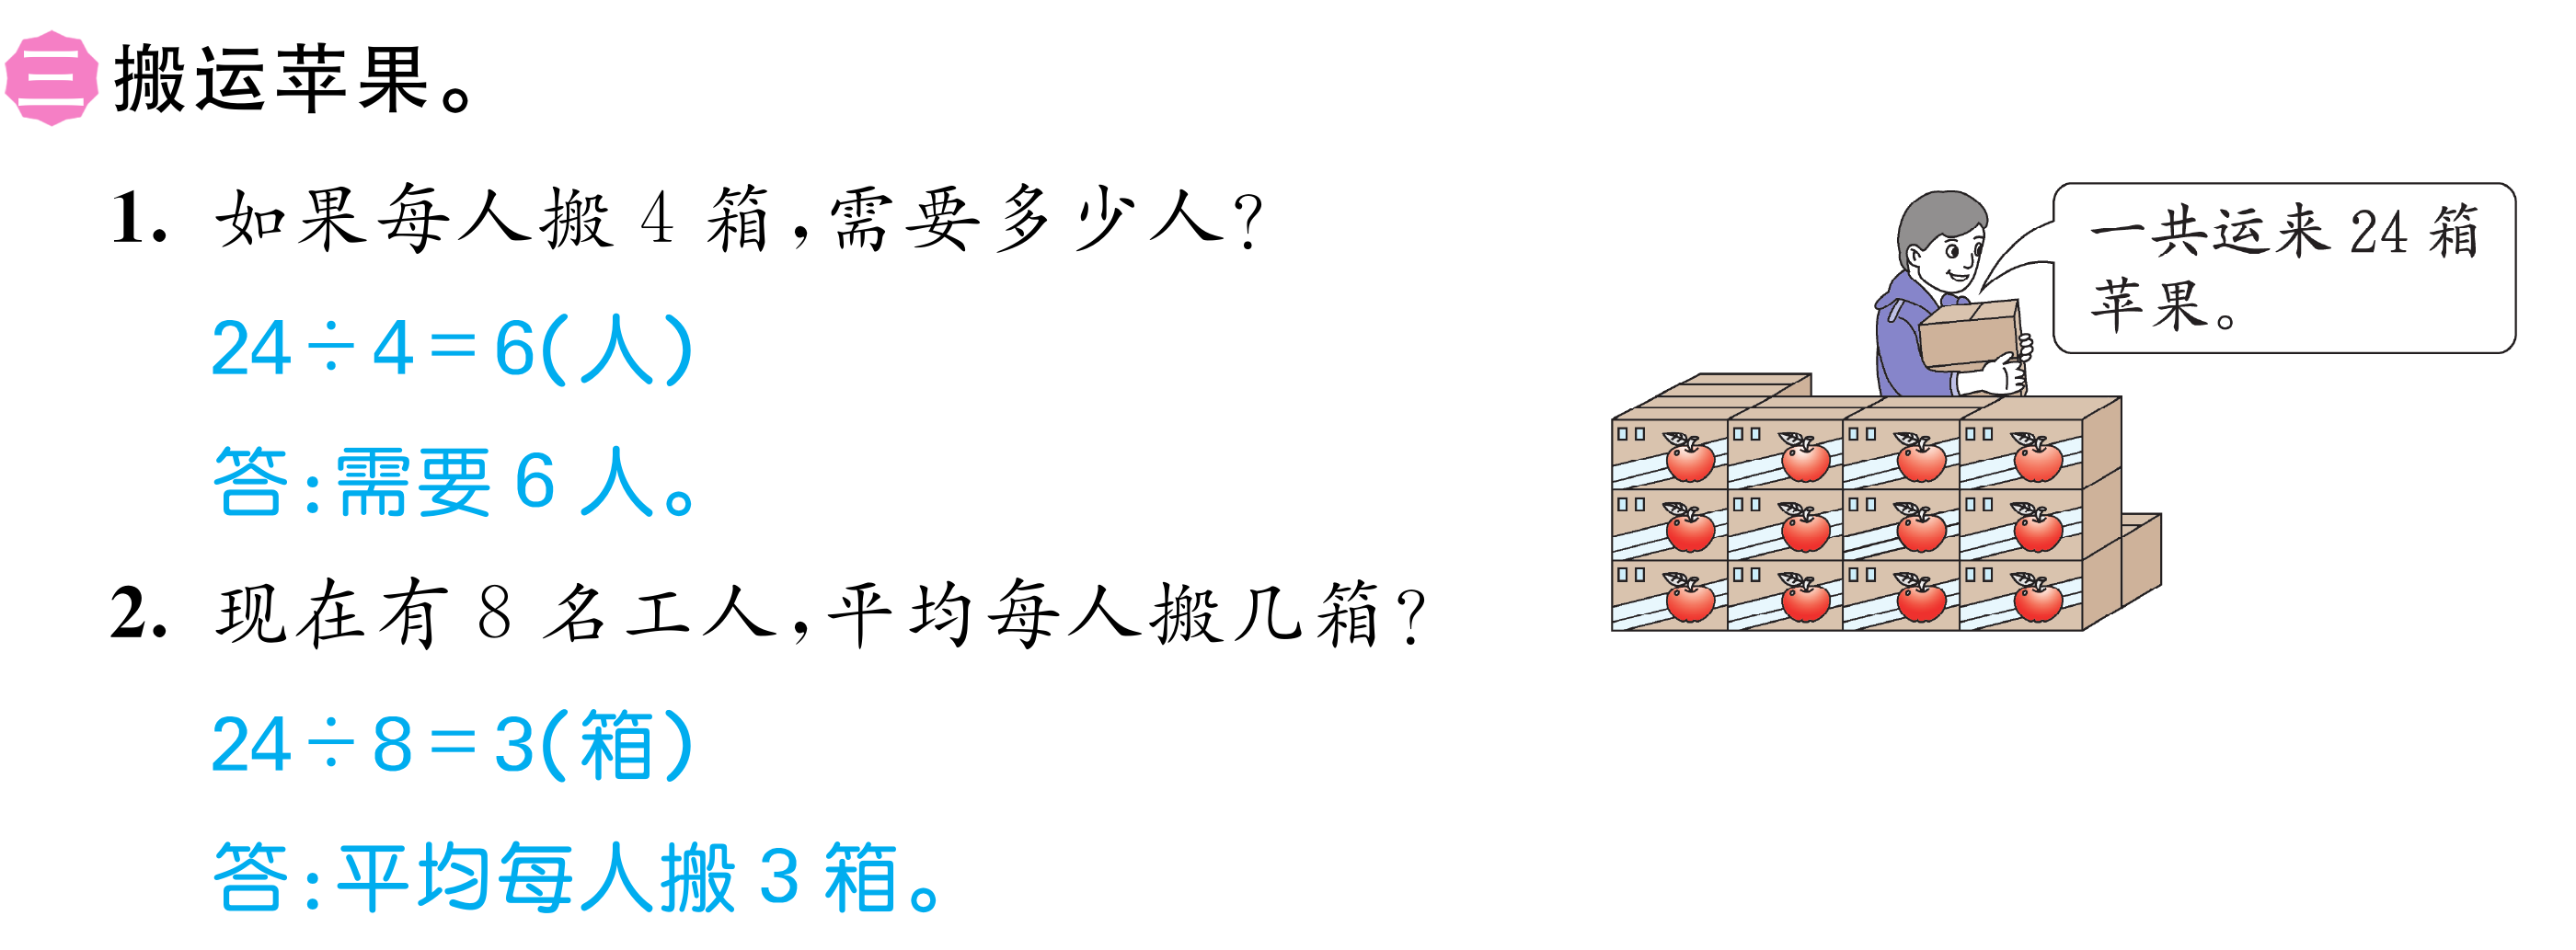 三 搬运苹果。
1. 如果每人搬 4 箱,需要多少人?
24÷4=6(人)
答:需要 6 人。
一共运来 24 箱
苹果。
2. 现在有 8 名工人,平均每人搬几箱?
24÷8=3(箱)
答:平均每人搬 3 箱。